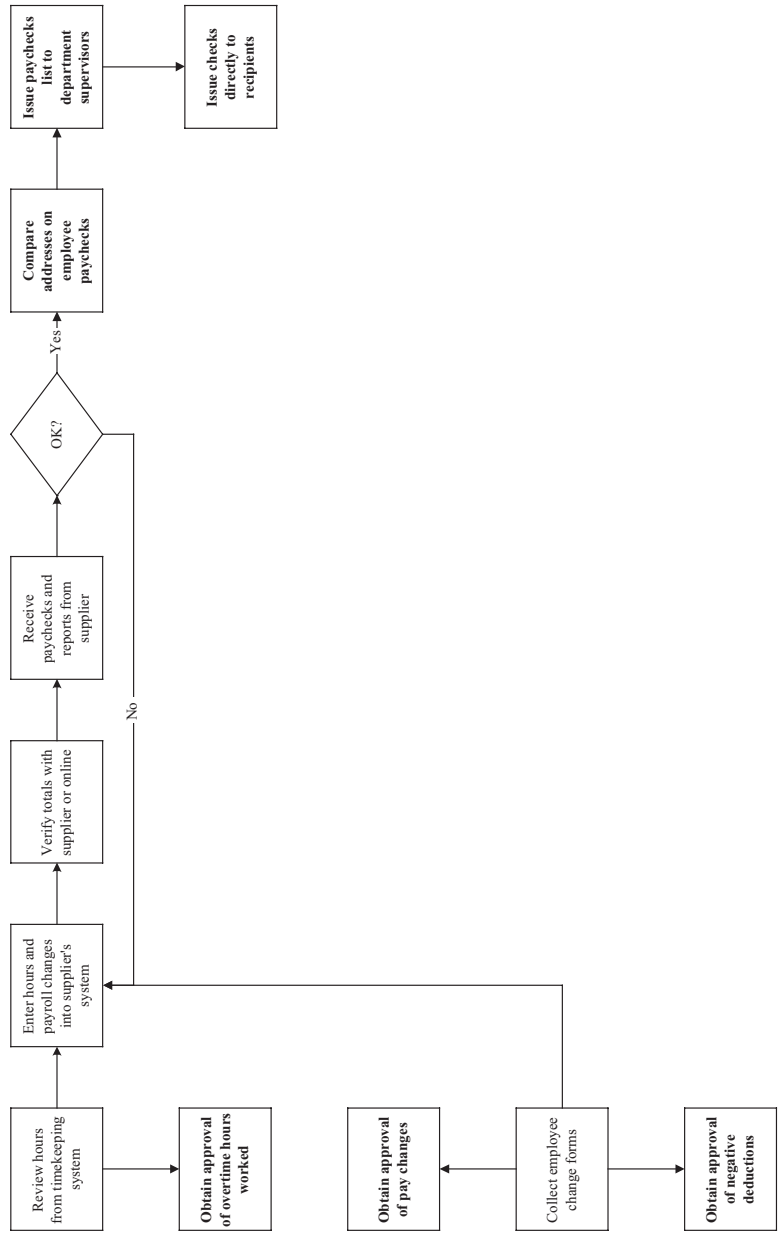 Review hours
from timekeeping
system
Enter hours and
payroll changes
into supplier's
system
Verify totals with
supplier or online
Receive
paychecks and
reports from
supplier
OK?
Yes
Compare
addresses on
employee
paychecks
Issue paychecks
list to
department
supervisors
Obtain approval
of overtime hours
worked
No
Issue checks
directly to
recipients
Obtain approval
of pay changes
Collect employee
change forms
Obtain approval
of negative
deductions